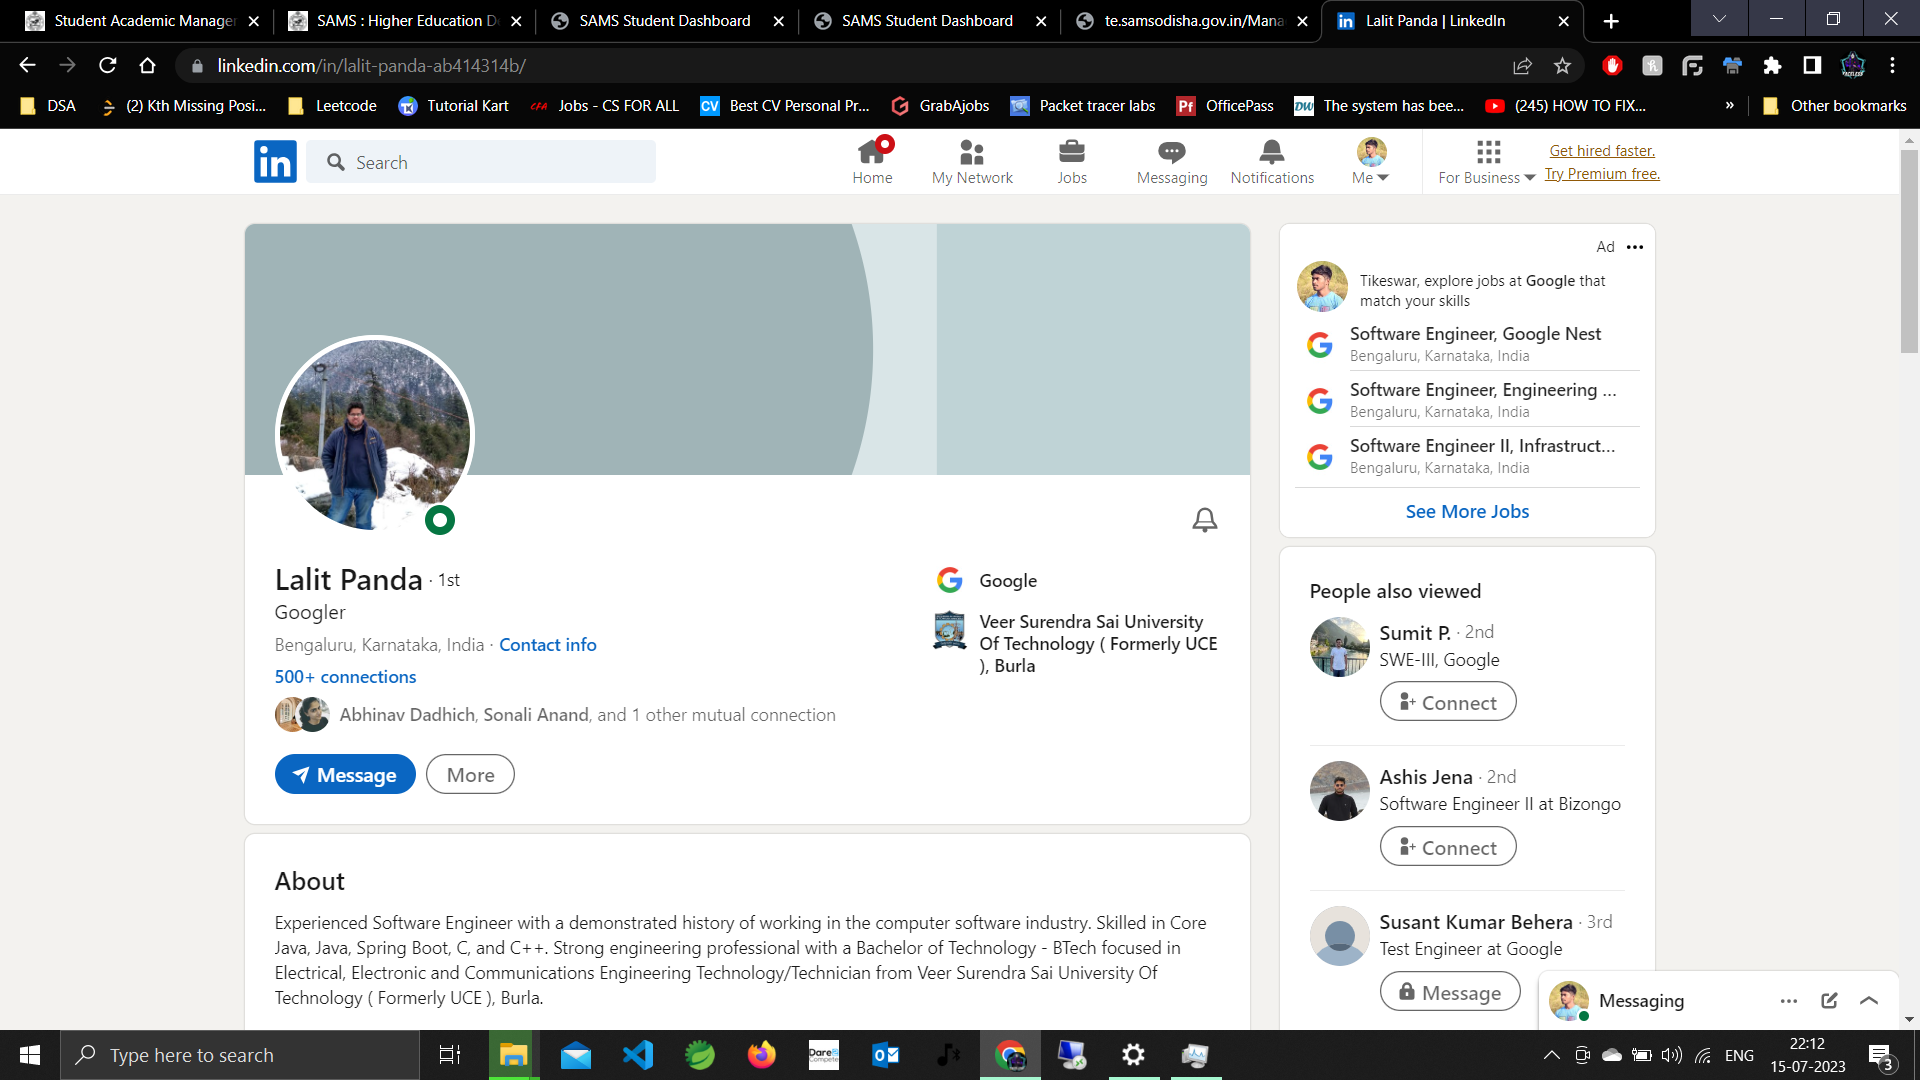 Student Academic Manager
SAMS : Higher Education De
SAMS Student Dashboard
SAMS Student Dashboard
te.samsodisha.gov.in/Mana
Lalit Panda | LinkedIn
linkedin.com/in/lalit-panda-ab414314b/
DSA
(2) Kth Missing Posi...
Leetcode
Tutorial Kart
Jobs - CS FOR ALL
CV
Best CV Personal Pr...
GrabAjobs
Packet tracer labs
Pf
OfficePass
DW
The system has bee...
(245) HOW TO FIX...
»
Other bookmarks
in
Search
Home
My Network
Jobs
Messaging
Notifications
Me
For Business
Get hired faster.
Try Premium free.
Lalit Panda · 1st
Googler
Bengaluru, Karnataka, India · Contact info
500+ connections
Abhinav Dadhich, Sonali Anand, and 1 other mutual connection
Message
More
Google
Veer Surendra Sai University
Of Technology ( Formerly UCE
), Burla
About
Experienced Software Engineer with a demonstrated history of working in the computer software industry. Skilled in Core
Java, Java, Spring Boot, C, and C++. Strong engineering professional with a Bachelor of Technology - BTech focused in
Electrical, Electronic and Communications Engineering Technology/Technician from Veer Surendra Sai University Of
Technology ( Formerly UCE ), Burla.
Ad
Tikeswar, explore jobs at Google that
match your skills
Software Engineer, Google Nest
Bengaluru, Karnataka, India
Software Engineer, Engineering ...
Bengaluru, Karnataka, India
Software Engineer II, Infrastruct...
Bengaluru, Karnataka, India
See More Jobs
People also viewed
Sumit P. · 2nd
SWE-III, Google
Connect
Ashis Jena · 2nd
Software Engineer II at Bizongo
Connect
Susant Kumar Behera · 3rd
Test Engineer at Google
Message
Messaging
Type here to search
Dare2
Compete
ENG
22:12
15-07-2023
3